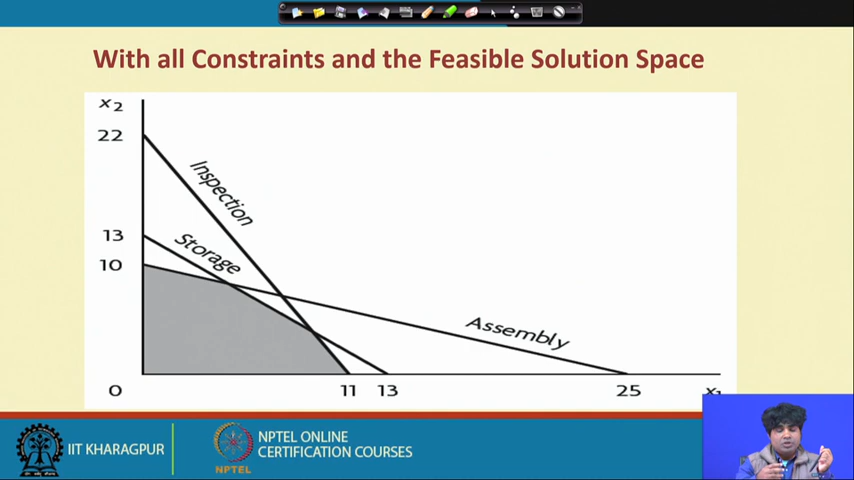 With all Constraints and the Feasible Solution Space
x2
22
Inspection
13
Storage
10
Assembly
0
11
13
25
IIT KHARAGPUR
NPTEL
NPTEL ONLINE
CERTIFICATION COURSES